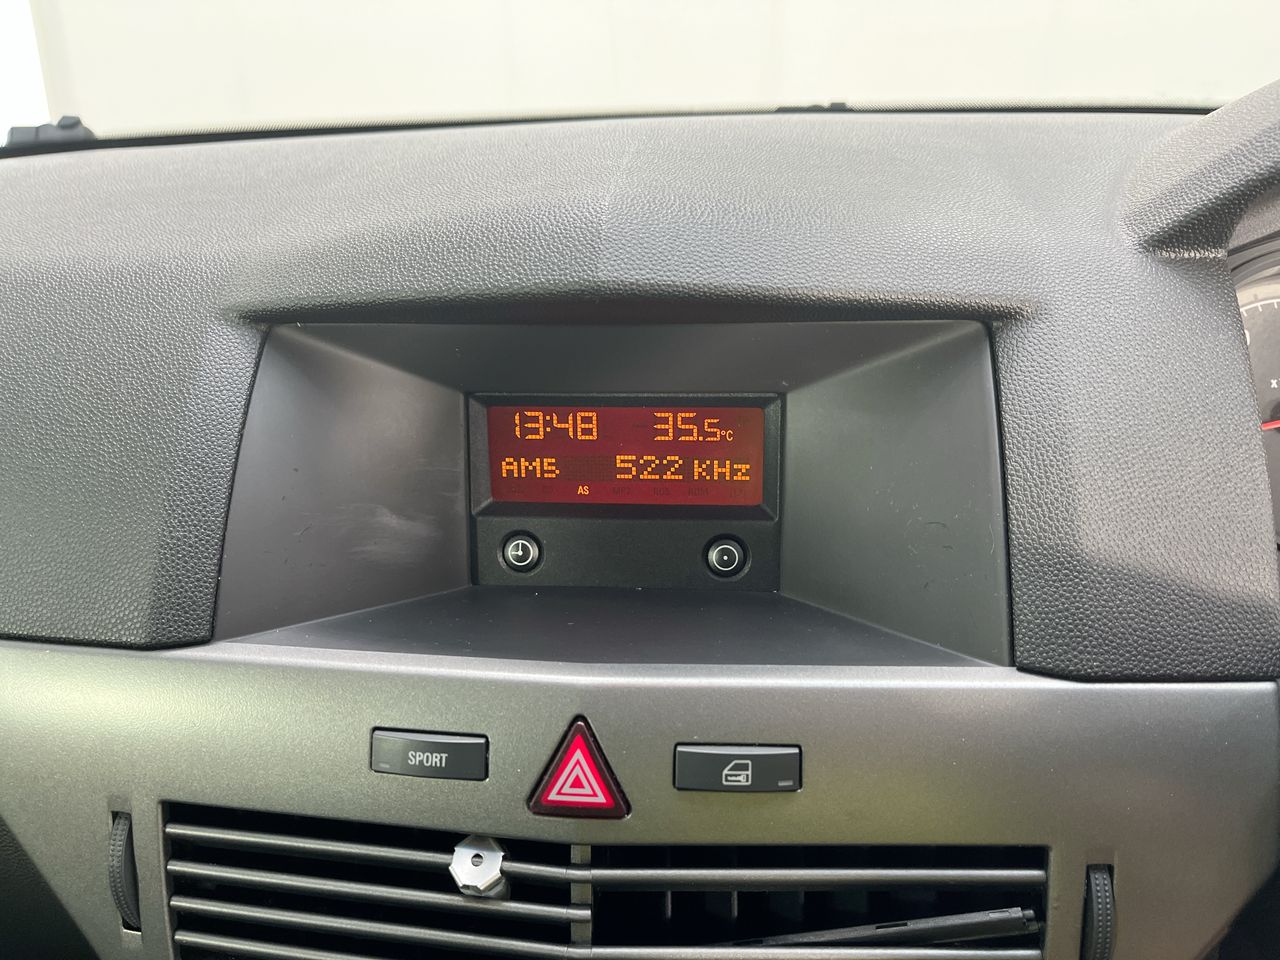 13:48 35.5°C
AM5 522 KHz
AS
SPORT
x